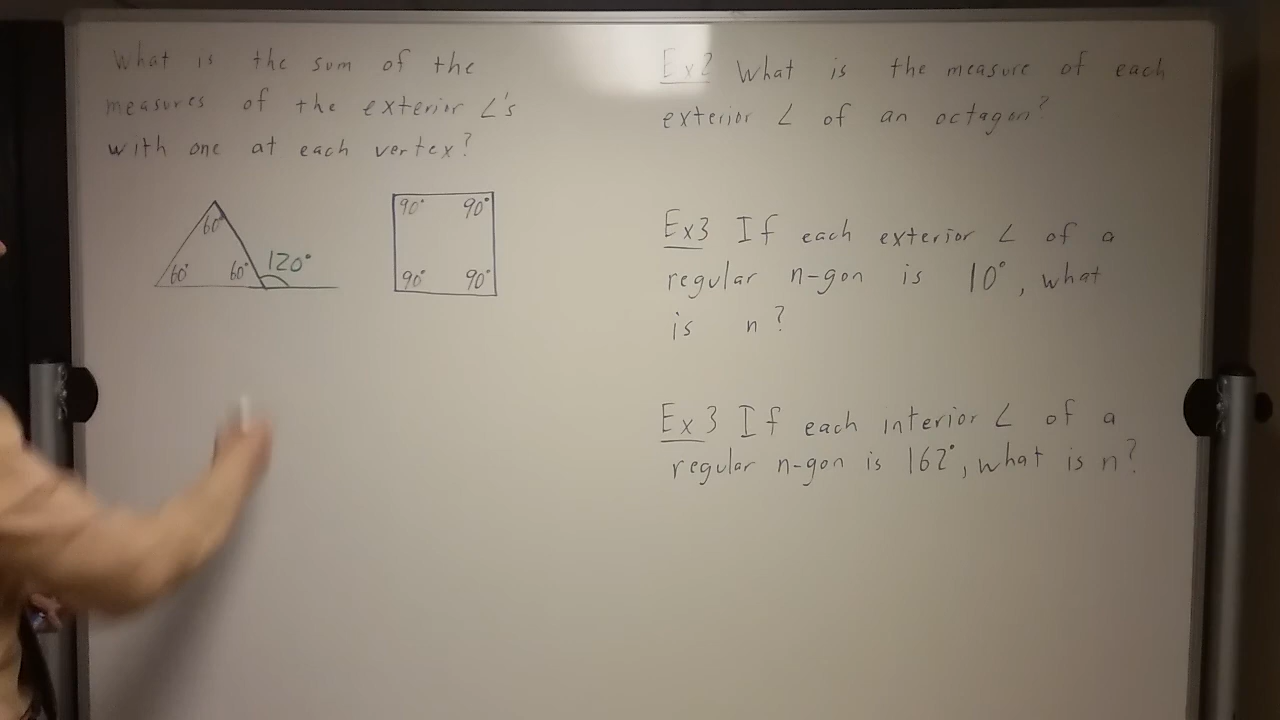 What is the sum of the
measures of the exterior ∠'s
with one at each vertex?
60°
60° 60° 120°
90° 90°
90° 90°
Ex2 What is the measure of each
exterior ∠ of an octagon?
Ex3 If each exterior ∠ of a
regular n-gon is 10°, what
is n?
Ex 3 If each interior ∠ of a
regular n-gon is 162°, what is n?